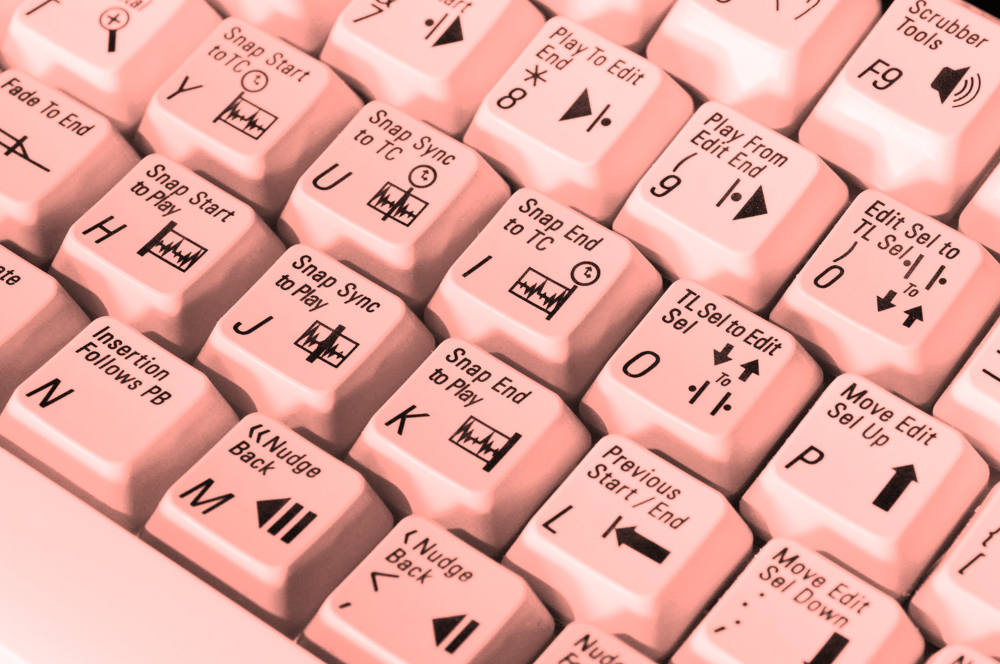 T
Snap Start
to TC
Y
7
Play To Edit
End
*
8
Scrubber
Tools
F9
Fade To End
Snap Sync
to TC
U
Play From
Edit End
(
9
Snap Start
to Play
H
Snap End
to TC
I
Edit Sel to
TL Sel
)
0
To
Snap Sync
to Play
J
TL Sel to Edit
Sel
O
To
Insertion
Follows PB
N
Snap End
to Play
K
Move Edit
Sel Up
P
<<Nudge
Back
M
Previous
Start / End
L
{
[
<Nudge
Back
<
,
Move Edit
Sel Down
:
;